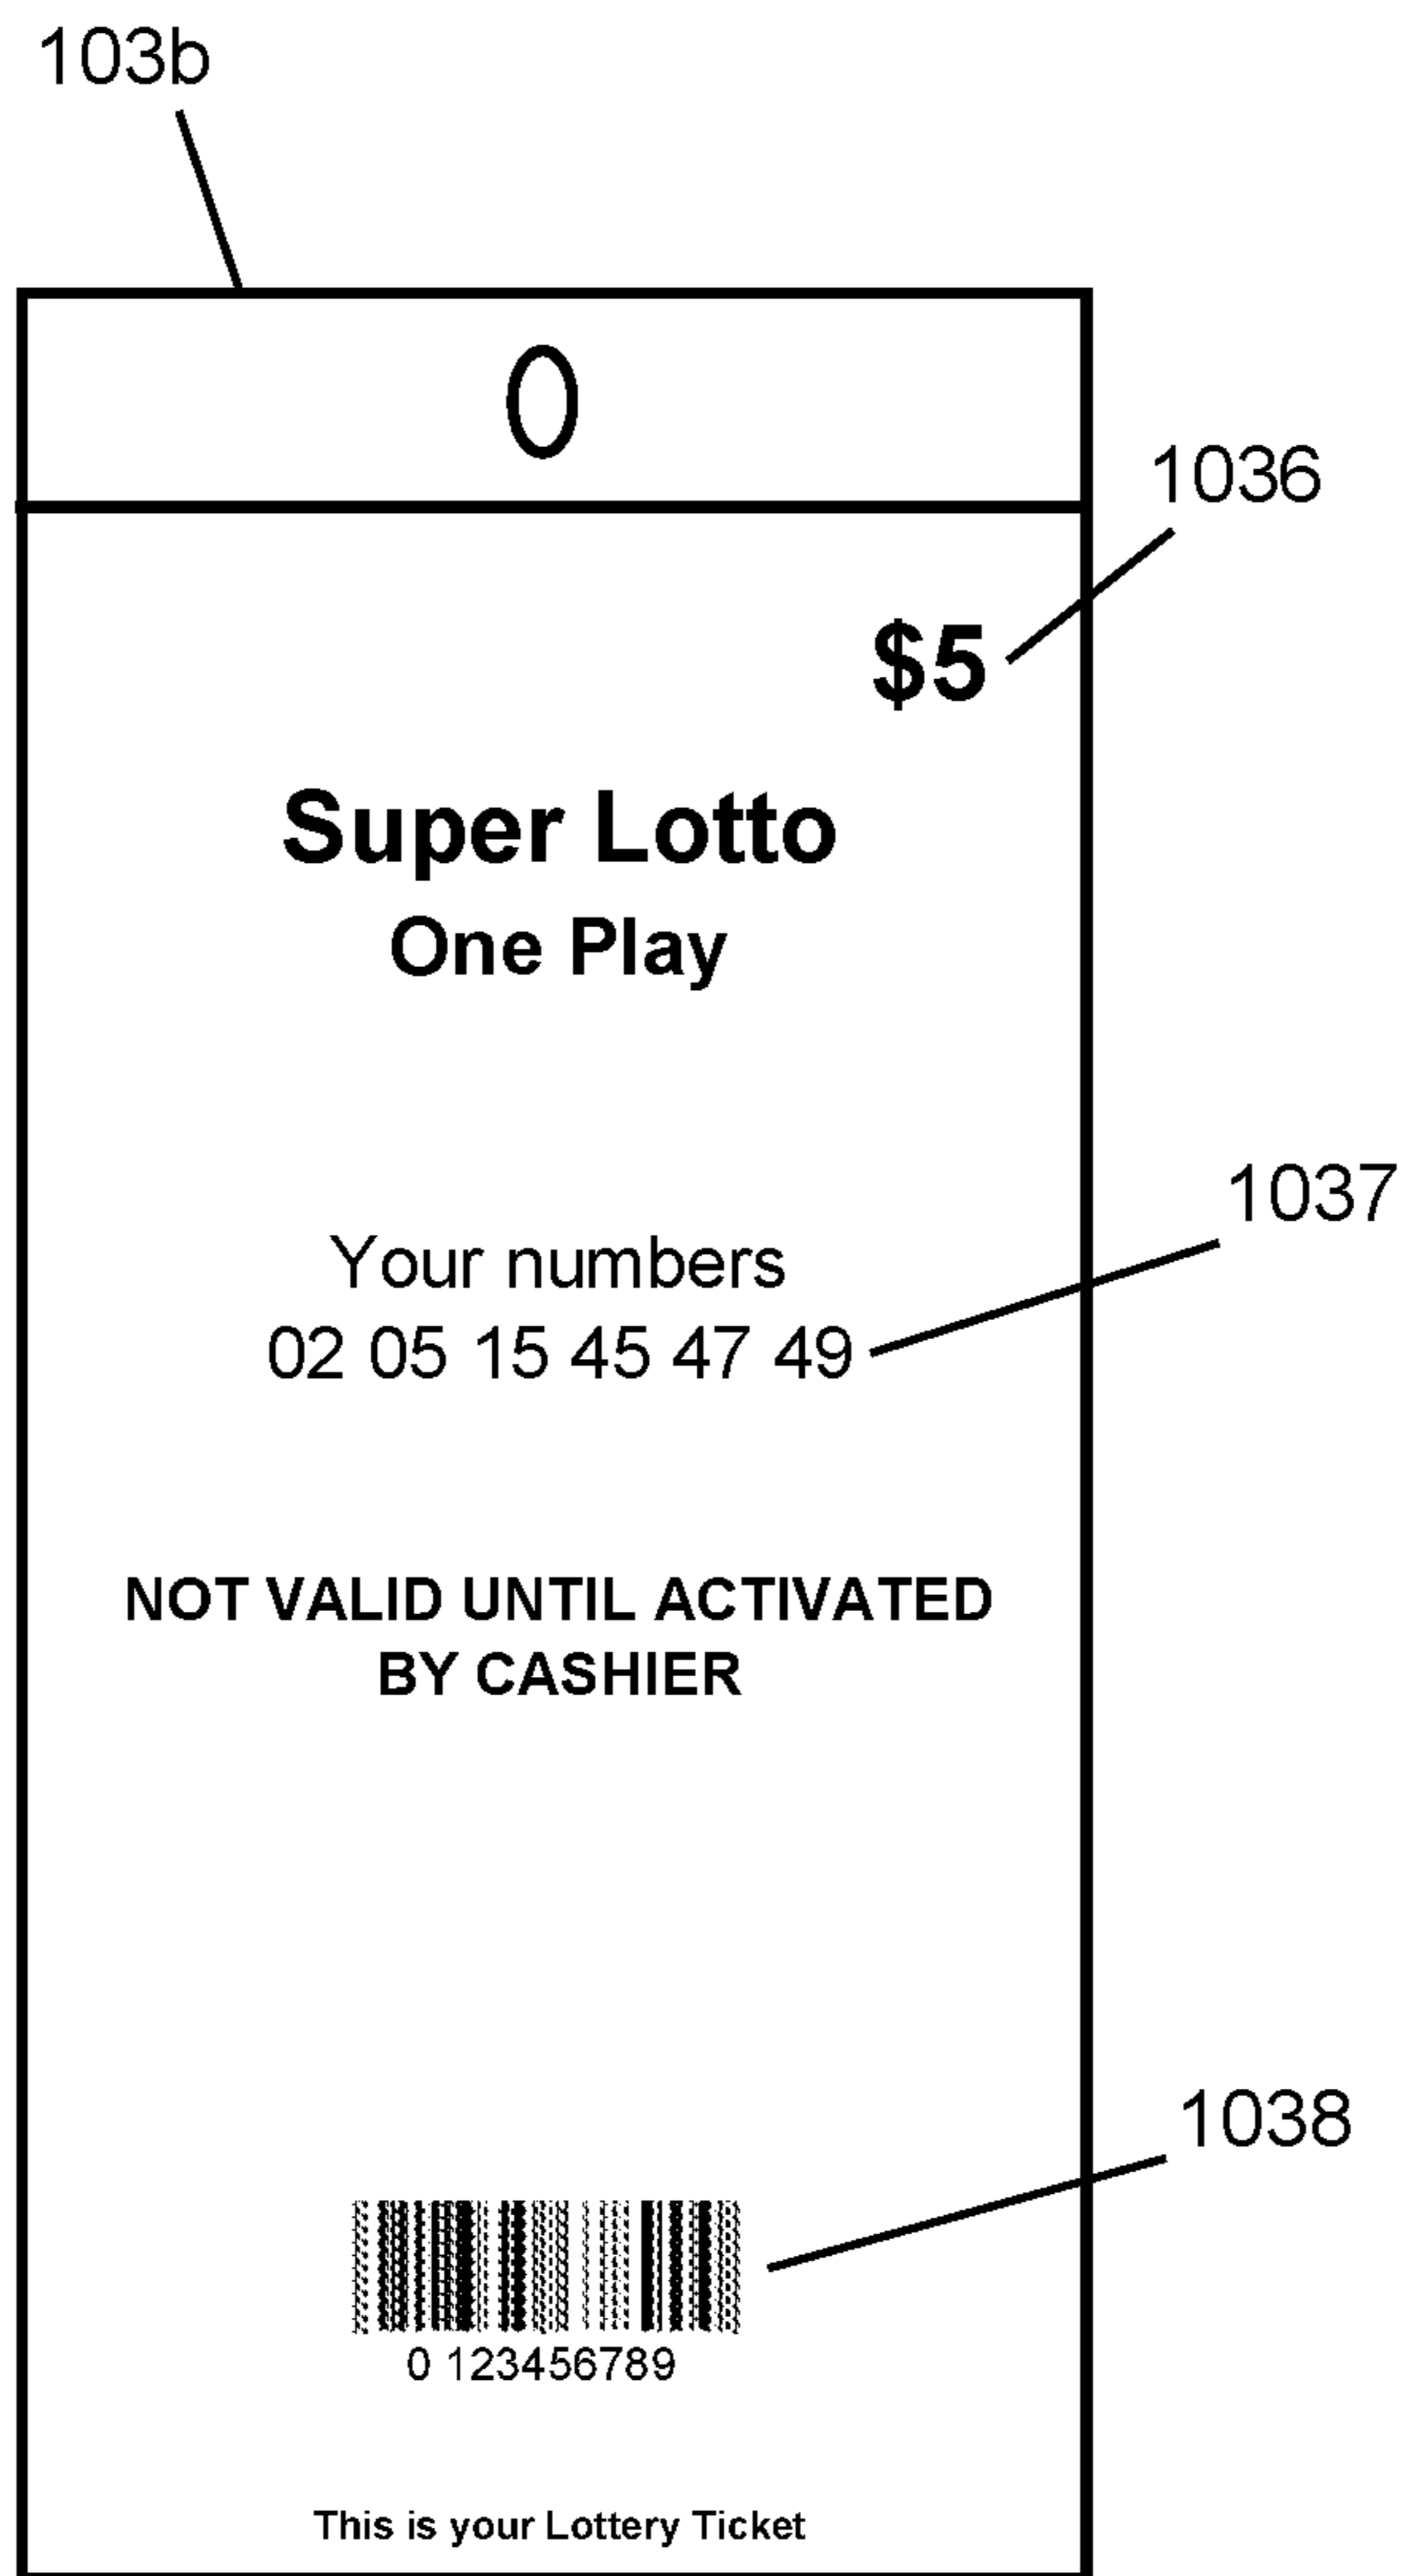 103b
1036
$5
Super Lotto
One Play
1037
Your numbers
02 05 15 45 47 49
NOT VALID UNTIL ACTIVATED
BY CASHIER
1038
0 123456789
This is your Lottery Ticket